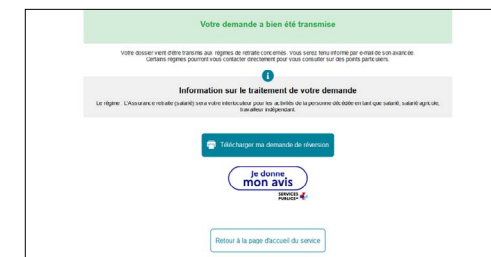 Votre demande a bien été transmise
Votre dossier vient d'être transmis aux régimes de retraite concernés. Vous serez tenu informé par e-mail de son avancée.
Certains régimes pourront vous contacter directement pour vous consulter sur des points particuliers.
i
Information sur le traitement de votre demande
Le régime : L'Assurance retraite (salarié) sera votre interlocuteur pour les activités de la personne décédée en tant que salarié, salarié agricole,
travailleur indépendant.
Télécharger ma demande de réversion
Je donne
mon avis
SERVICES
PUBLICS+
Retour à la page d'accueil du service